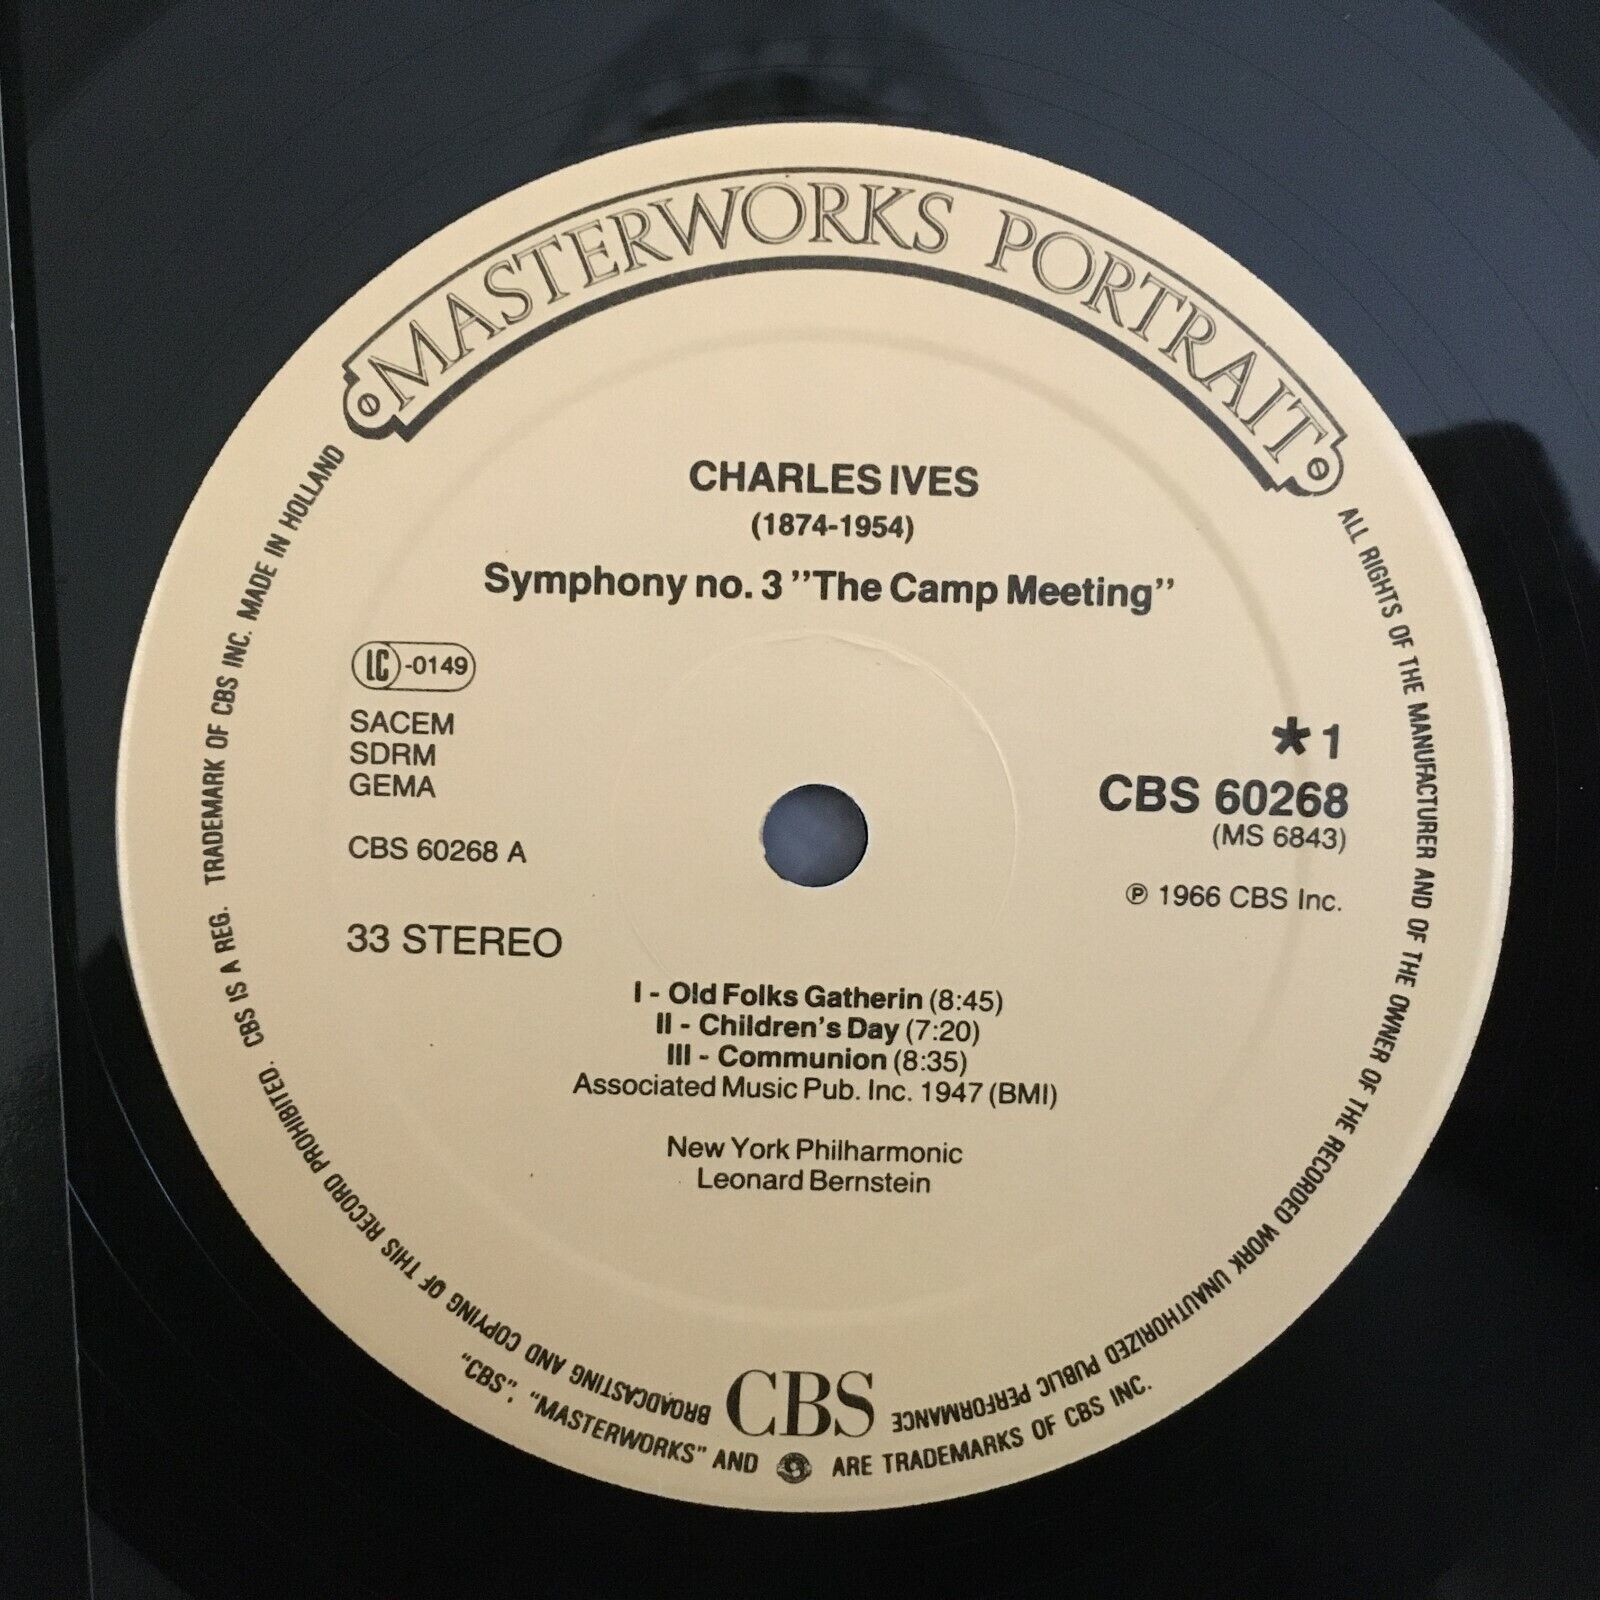 MASTERWORKS PORTRAIT
CHARLES IVES
(1874-1954)
Symphony no. 3 "The Camp Meeting"
LC-0149
SACEM
SDRM
GEMA
CBS 60268 A
33 STEREO
*1
CBS 60268
(MS 6843)
℗ 1966 CBS Inc.
I - Old Folks Gatherin (8:45)
II - Children's Day (7:20)
III - Communion (8:35)
Associated Music Pub. Inc. 1947 (BMI)
New York Philharmonic
Leonard Bernstein
CBS
ALL RIGHTS OF THE MANUFACTURER AND OF THE OWNER OF THE RECORDED WORK UNAUTHORIZED PUBLIC PERFORMANCE BROADCASTING AND COPYING OF THIS RECORD PROHIBITED. CBS IS A REG. TRADEMARK OF CBS INC. MADE IN HOLLAND
"CBS", "MASTERWORKS" AND ARE TRADEMARKS OF CBS INC.